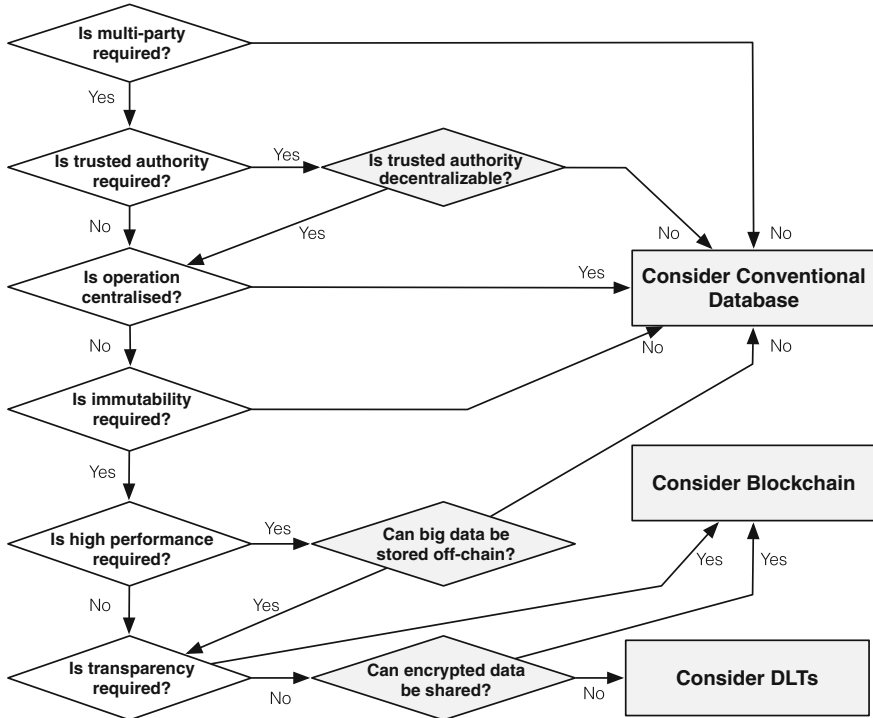 Is multi-party
required?
Yes
Is trusted authority
required?
Yes
Is trusted authority
decentralizable?
No
Yes
No
No
Is operation
centralised?
Yes
Consider Conventional
Database
No
No
No
Is immutability
required?
Yes
Consider Blockchain
Is high performance
required?
Yes
Can big data be
stored off-chain?
Yes
Yes
No
Yes
Is transparency
required?
No
Can encrypted data
be shared?
No
Consider DLTs